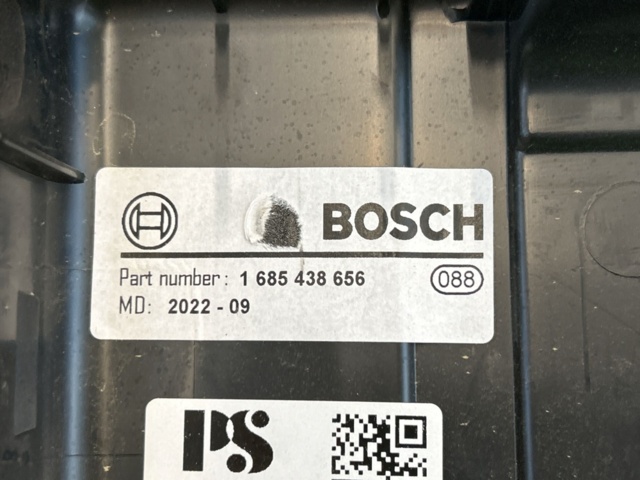 BOSCH
Part number: 1 685 438 656 088
MD: 2022 - 09
PS